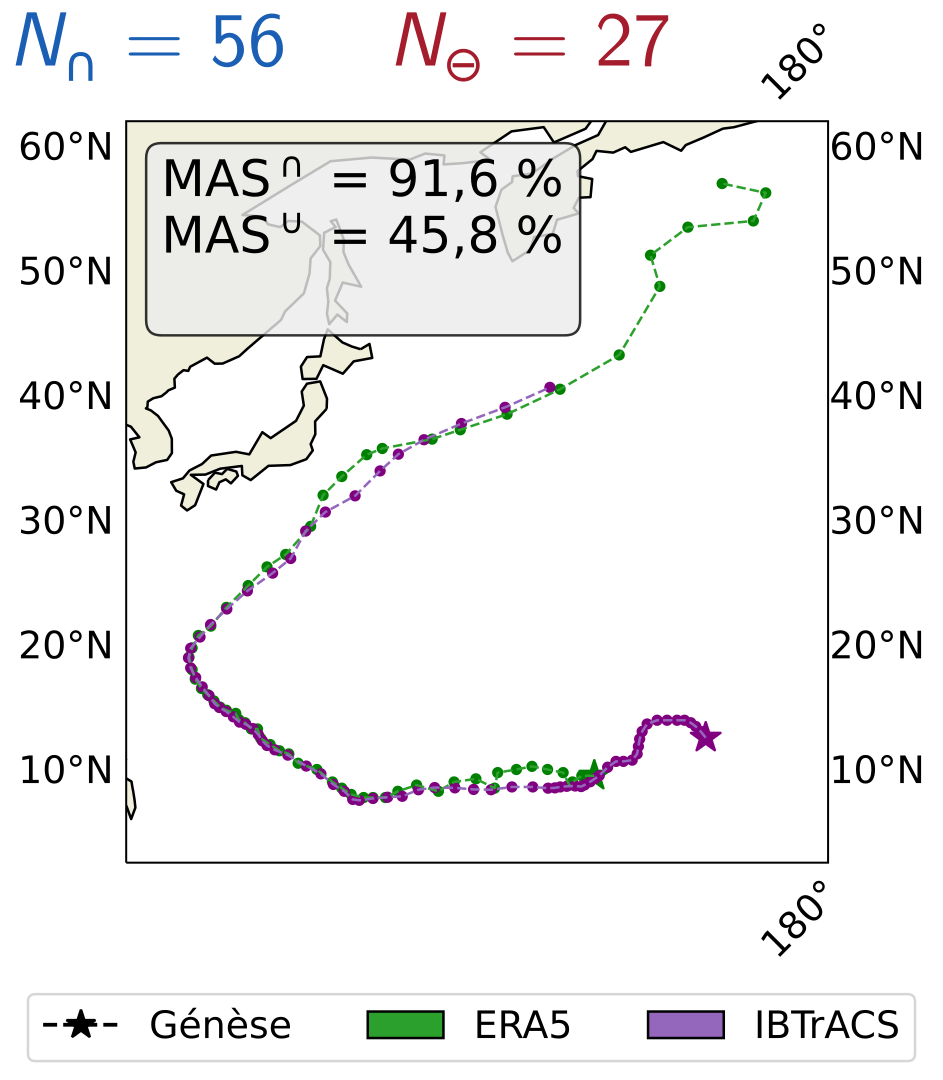 N∩ = 56 N⊖ = 27
180°
60°N 60°N
MAS∩ = 91,6 %
MAS∪ = 45,8 %
50°N 50°N
40°N 40°N
30°N 30°N
20°N 20°N
10°N 10°N
180°
Génèse ERA5 IBTrACS